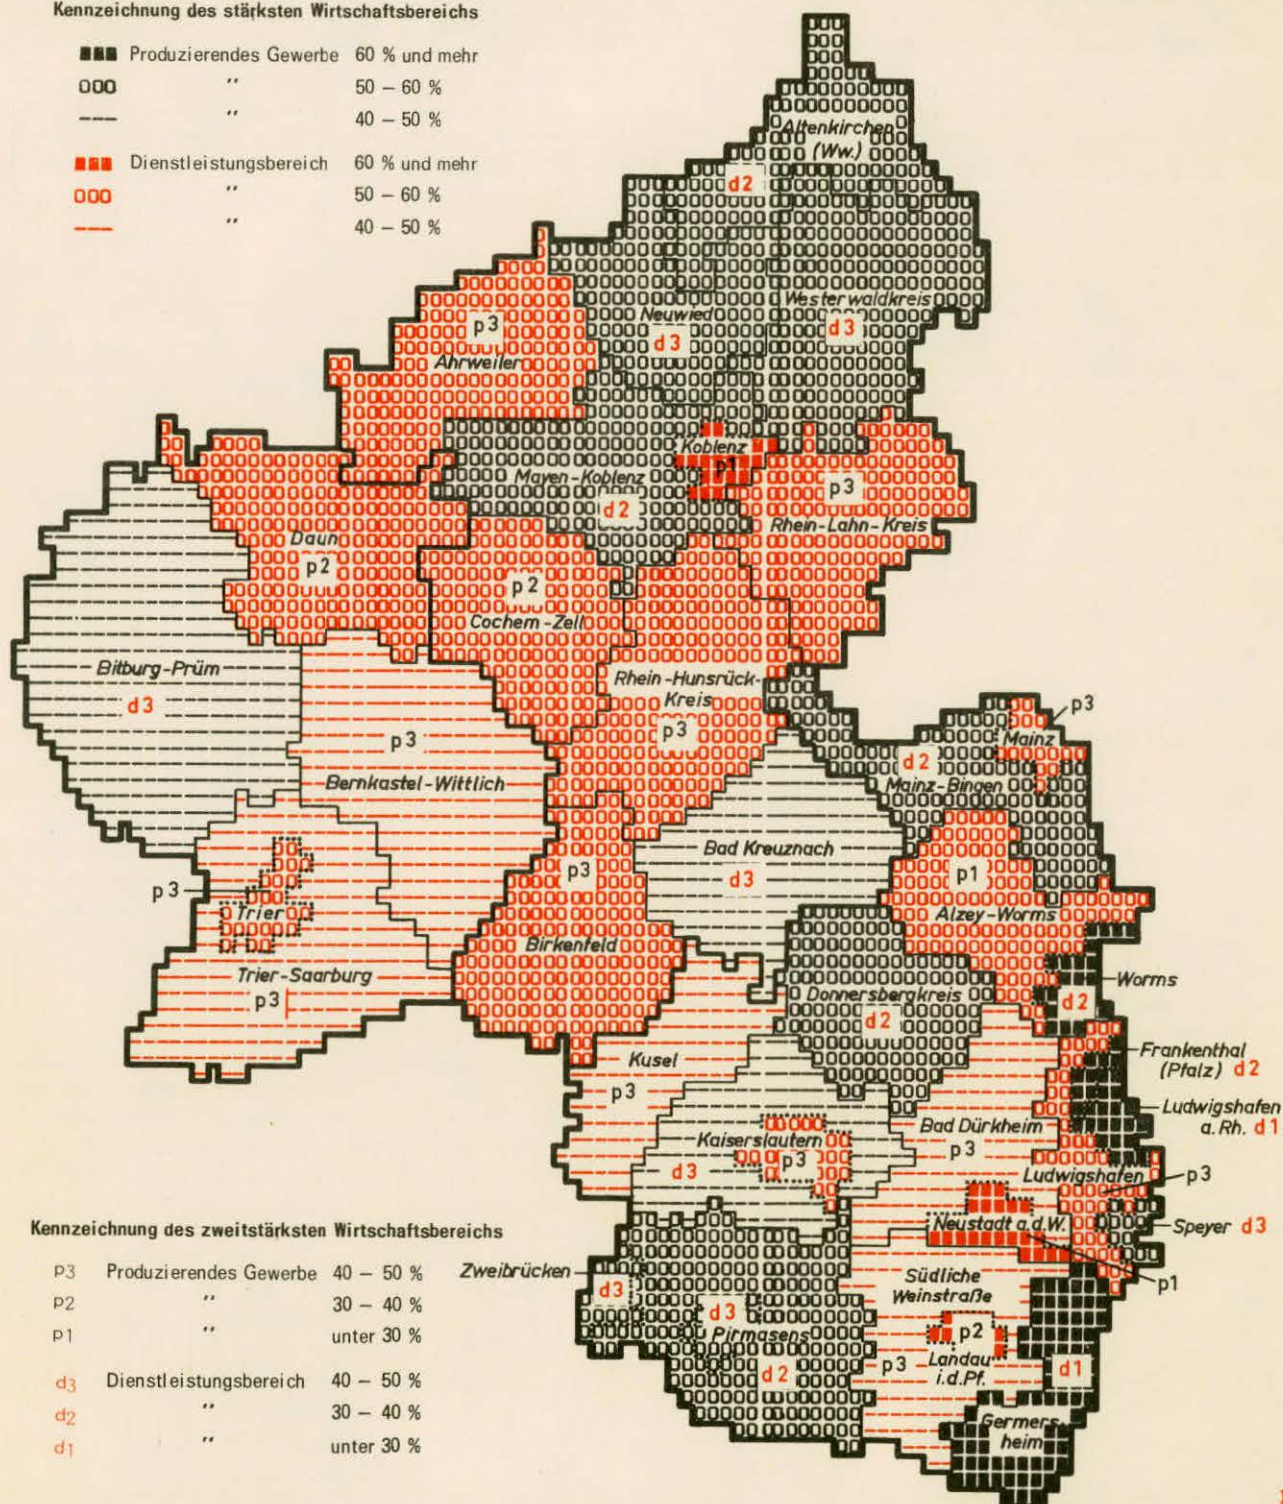 Kennzeichnung des stärksten Wirtschaftsbereichs
Produzierendes Gewerbe 60 % und mehr
" 50 – 60 %
" 40 – 50 %
Dienstleistungsbereich 60 % und mehr
" 50 – 60 %
" 40 – 50 %
Altenkirchen
(Ww.)
d2
Neuwied
d3
Westerwaldkreis
d3
p3
Ahrweiler
Koblenz
p1
Mayen-Koblenz
d2
p3
Rhein-Lahn-Kreis
Daun
p2
p2
Cochem-Zell
Bitburg-Prüm
d3
Rhein-Hunsrück-
Kreis
p3
p3
Bernkastel-Wittlich
p3
Mainz
d2
Mainz-Bingen
Bad Kreuznach
d3
p3
Trier
Trier-Saarburg
p3
p3
Birkenfeld
p1
Alzey-Worms
Worms
d2
Donnersbergkreis
d2
Frankenthal
(Pfalz) d2
Ludwigshafen
a.Rh. d1
Kusel
p3
Kaiserslautern
d3
p3
Bad Dürkheim
p3
Ludwigshafen
p3
Speyer d3
Neustadt a.d.W.
p1
Zweibrücken
d3
d3
Pirmasens
d2
Südliche
Weinstraße
p2
p3
Landau
i.d.Pf.
d1
Germers-
heim
Kennzeichnung des zweitstärksten Wirtschaftsbereichs
p3 Produzierendes Gewerbe 40 – 50 %
p2 " 30 – 40 %
p1 " unter 30 %
d3 Dienstleistungsbereich 40 – 50 %
d2 " 30 – 40 %
d1 " unter 30 %